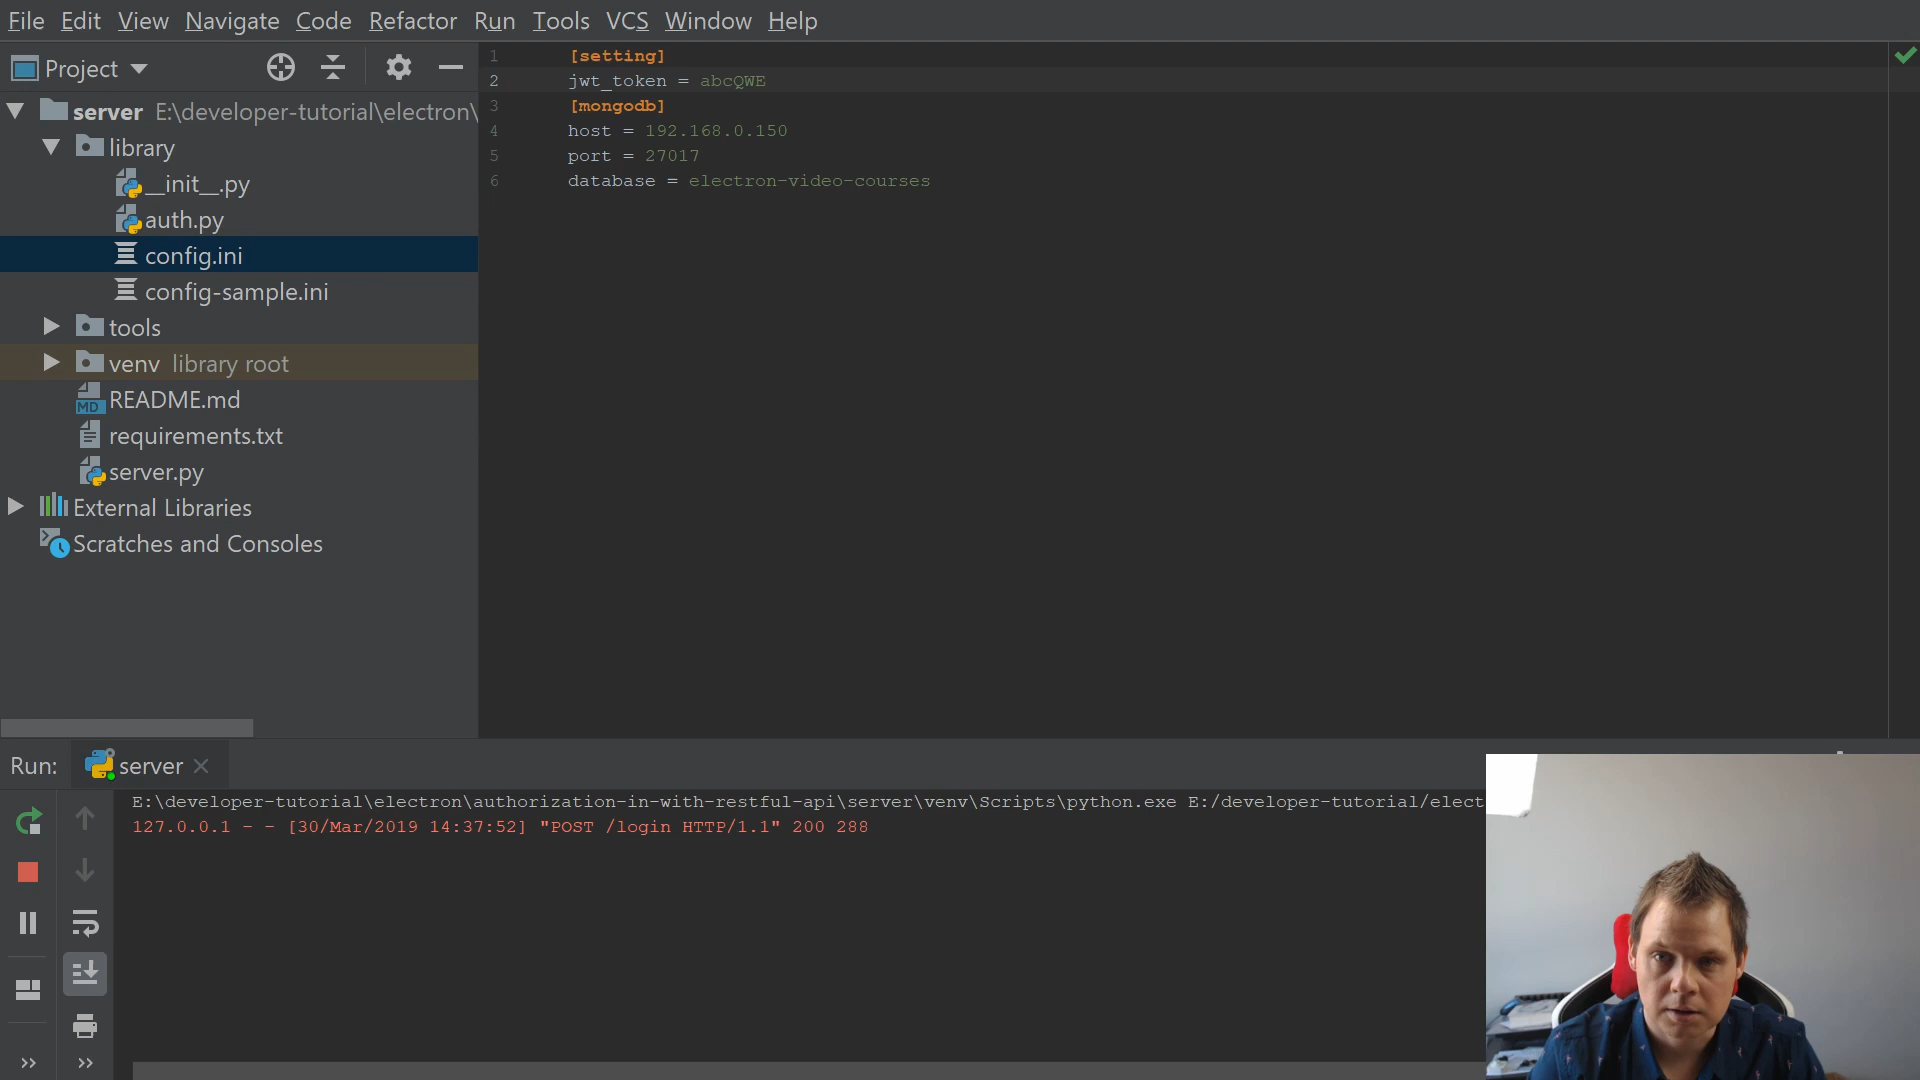 File Edit View Navigate Code Refactor Run Tools VCS Window Help
Project
server E:\developer-tutorial\electron\
library
__init__.py
auth.py
config.ini
config-sample.ini
tools
venv library root
MD README.md
requirements.txt
server.py
External Libraries
Scratches and Consoles
1 [setting]
2 jwt_token = abcQWE
3 [mongodb]
4 host = 192.168.0.150
5 port = 27017
6 database = electron-video-courses
Run: server
E:\developer-tutorial\electron\authorization-in-with-restful-api\server\venv\Scripts\python.exe E:/developer-tutorial/elect
127.0.0.1 - - [30/Mar/2019 14:37:52] "POST /login HTTP/1.1" 200 288